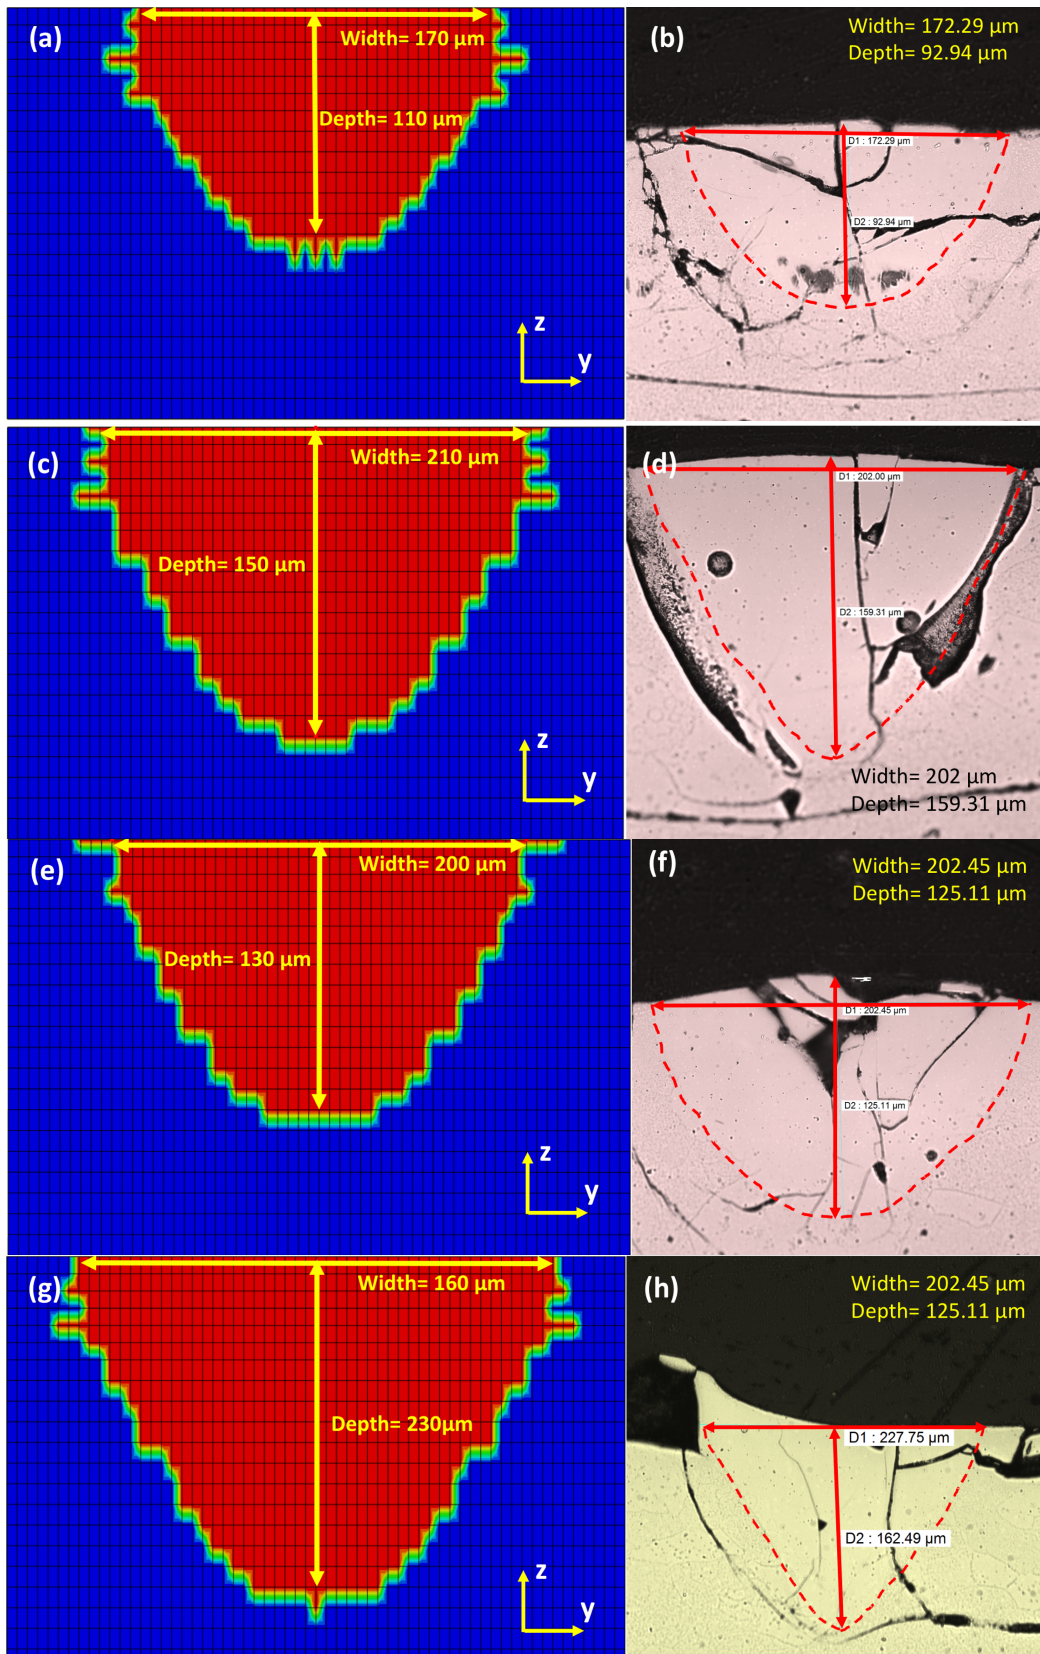 (a)
Width= 170 µm
Depth= 110 µm
z
y
(b)
Width= 172.29 µm
Depth= 92.94 µm
D1 : 172.29 µm
D2 : 92.94 µm
(c)
Width= 210 µm
Depth= 150 µm
z
y
(d)
D1 : 202.00 µm
D2 : 159.31 µm
Width= 202 µm
Depth= 159.31 µm
(e)
Width= 200 µm
Depth= 130 µm
z
y
(f)
Width= 202.45 µm
Depth= 125.11 µm
D1 : 202.45 µm
D2 : 125.11 µm
(g)
Width= 160 µm
Depth= 230µm
z
y
(h)
Width= 202.45 µm
Depth= 125.11 µm
D1 : 227.75 µm
D2 : 162.49 µm